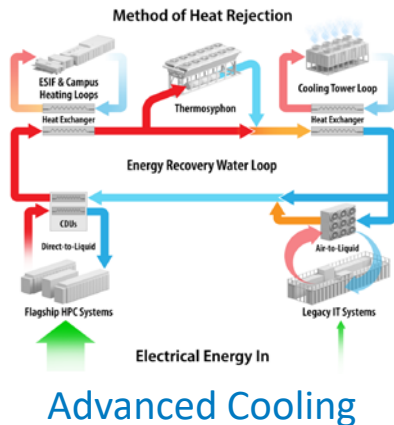 Method of Heat Rejection
ESIF & Campus
Heating Loops
Thermosyphon
Cooling Tower Loop
Heat Exchanger
Heat Exchanger
Energy Recovery Water Loop
CDUs
Direct-to-Liquid
Air-to-Liquid
Flagship HPC Systems
Legacy IT Systems
Electrical Energy In
Advanced Cooling